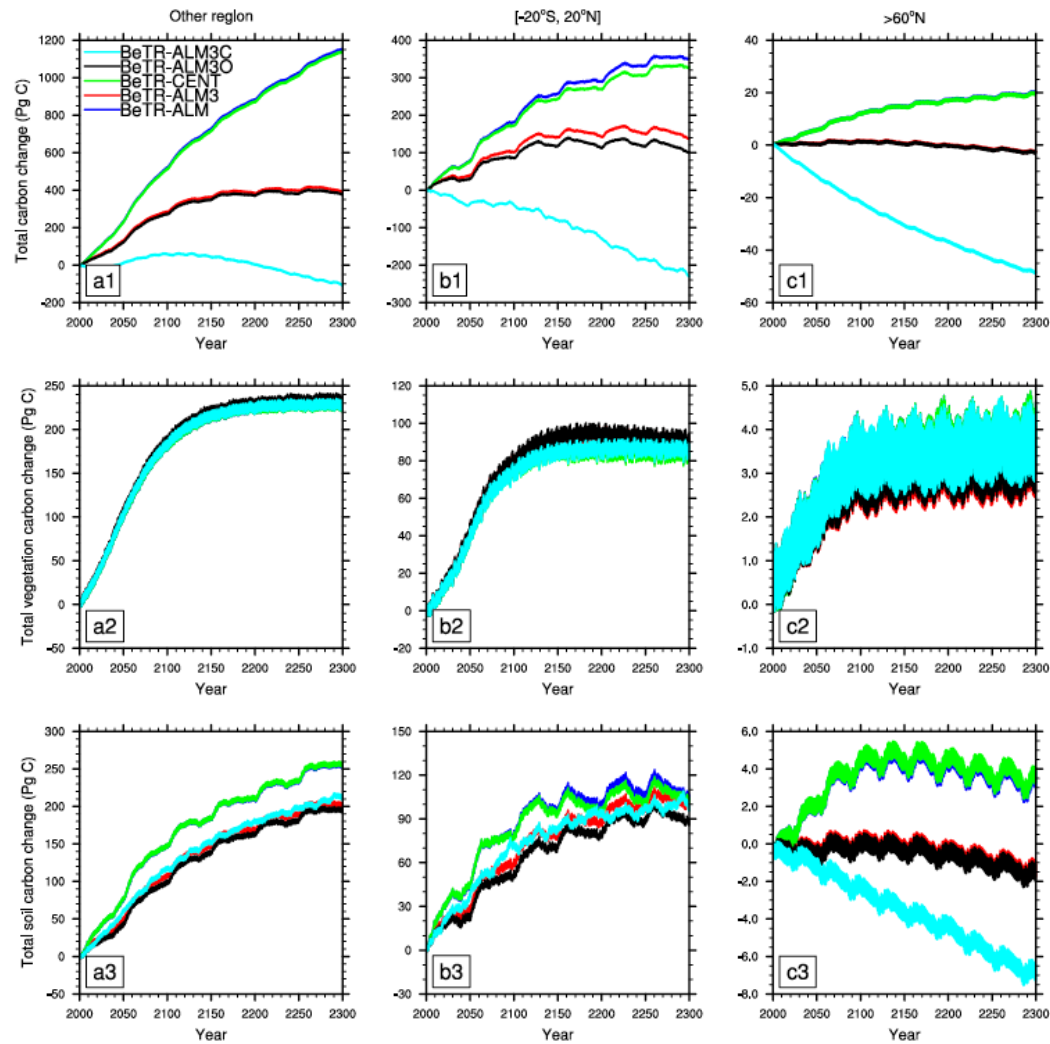 Other region
[-20°S, 20°N]
>60°N
Total carbon change (Pg C)
1200
1000
800
600
400
200
0
-200
BeTR-ALM3C
BeTR-ALM3O
BeTR-CENT
BeTR-ALM3
BeTR-ALM
a1
2000 2050 2100 2150 2200 2250 2300
Year
400
300
200
100
0
-100
-200
-300
b1
2000 2050 2100 2150 2200 2250 2300
Year
40
20
0
-20
-40
-60
c1
2000 2050 2100 2150 2200 2250 2300
Year
Total vegetation carbon change (Pg C)
250
200
150
100
50
0
-50
a2
2000 2050 2100 2150 2200 2250 2300
Year
120
100
80
60
40
20
0
-20
b2
2000 2050 2100 2150 2200 2250 2300
Year
5.0
4.0
3.0
2.0
1.0
0.0
-1.0
c2
2000 2050 2100 2150 2200 2250 2300
Year
Total soil carbon change (Pg C)
300
250
200
150
100
50
0
-50
a3
2000 2050 2100 2150 2200 2250 2300
Year
150
120
90
60
30
0
-30
b3
2000 2050 2100 2150 2200 2250 2300
Year
6.0
4.0
2.0
0.0
-2.0
-4.0
-6.0
-8.0
c3
2000 2050 2100 2150 2200 2250 2300
Year